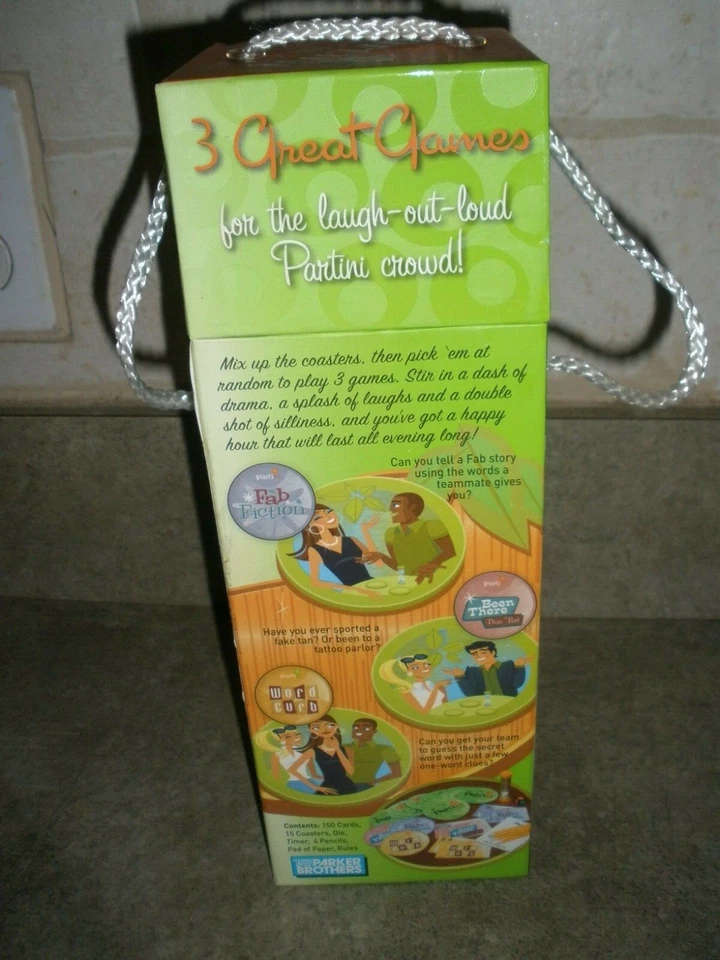 3 Great Games
for the laugh-out-loud
Partini crowd!
Mix up the coasters, then pick 'em at
random to play 3 games. Stir in a dash of
drama, a splash of laughs and a double
shot of silliness, and you've got a happy
hour that will last all evening long!
Can you tell a Fab story
using the words a
teammate gives
you?
Fab
Fiction
Been
There
Done That
Have you ever sported a
fake tan? Or been to a
tattoo parlor?
Word
Curb
Can you get your team
to guess the secret
word with just a few
one-word clues?
Contents: 150 Cards,
15 Coasters, Die,
Timer, 4 Pencils,
Pad of Paper, Rules
PARKER
BROTHERS